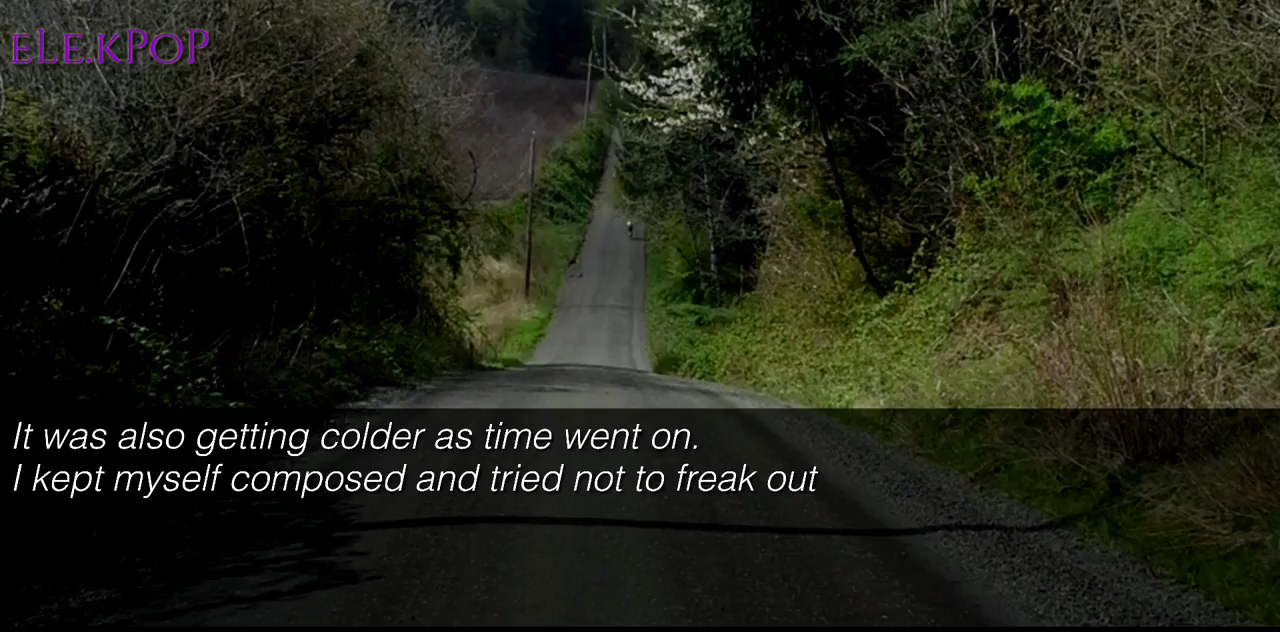 ELE.KPOP
It was also getting colder as time went on.
I kept myself composed and tried not to freak out